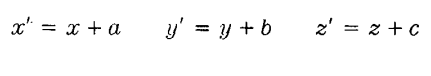 x' = x + a y' = y + b z' = z + c